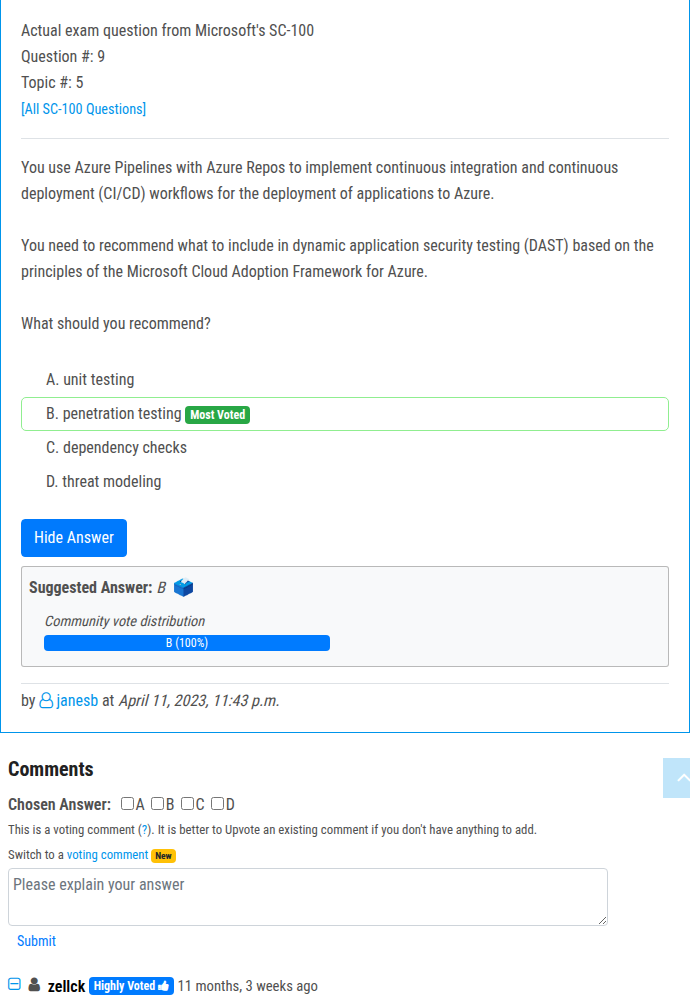 Actual exam question from Microsoft's SC-100
Question #: 9
Topic #: 5
[All SC-100 Questions]
You use Azure Pipelines with Azure Repos to implement continuous integration and continuous
deployment (CI/CD) workflows for the deployment of applications to Azure.
You need to recommend what to include in dynamic application security testing (DAST) based on the
principles of the Microsoft Cloud Adoption Framework for Azure.
What should you recommend?
A. unit testing
B. penetration testing Most Voted
C. dependency checks
D. threat modeling
Hide Answer
Suggested Answer: B
Community vote distribution
B (100%)
by janesb at April 11, 2023, 11:43 p.m.
Comments
Chosen Answer: A B C D
This is a voting comment (?). It is better to Upvote an existing comment if you don't have anything to add.
Switch to a voting comment New
Please explain your answer
Submit
zellck Highly Voted 11 months, 3 weeks ago